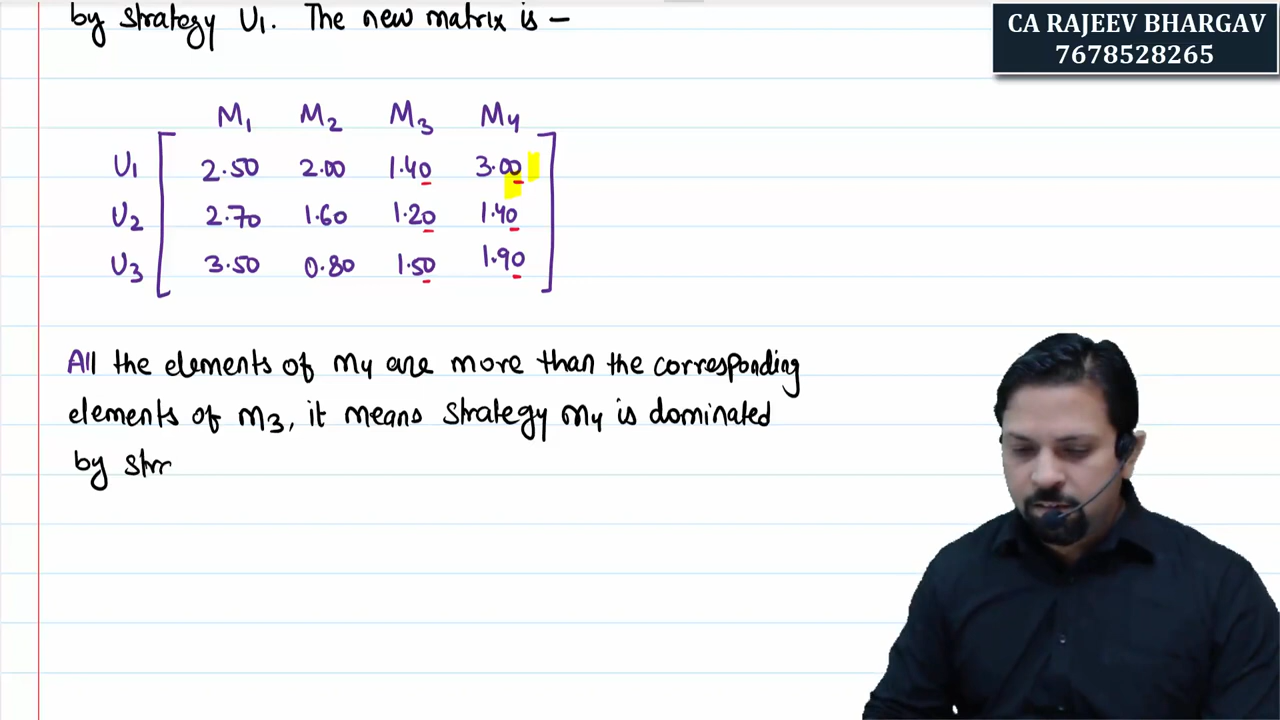 by strategy U1. The new matrix is –
CA RAJEEV BHARGAV
7678528265
M1 M2 M3 M4
U1 2.50 2.00 1.40 3.00
U2 2.70 1.60 1.20 1.40
U3 3.50 0.80 1.50 1.90
All the elements of M4 are more than the corresponding
elements of M3, it means strategy M4 is dominated
by str